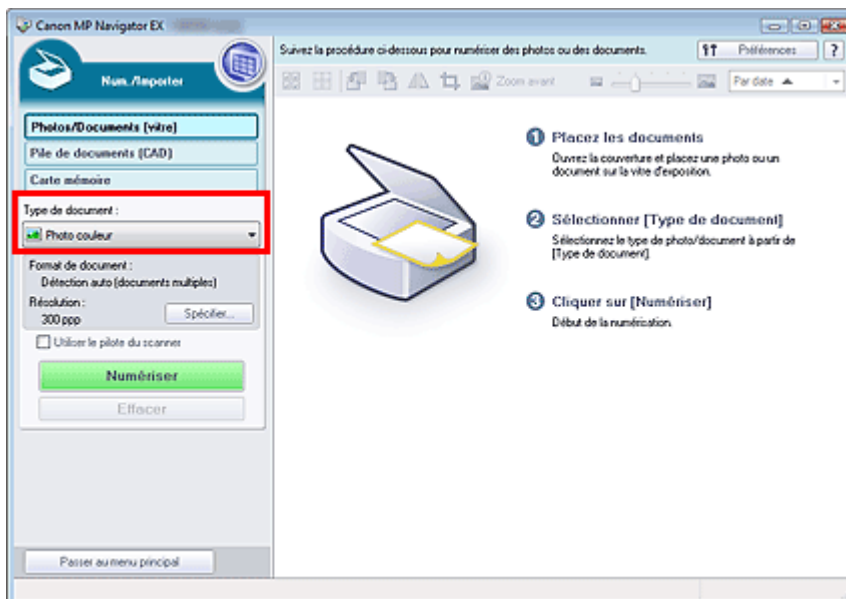 Canon MP Navigator EX
Num./Importer
Photos/Documents (vitre)
Pile de documents (CAD)
Carte mémoire
Type de document :
Photo couleur
Format de document :
Détection auto (documents multiples)
Résolution :
300 ppp
Spécifier...
Utiliser le pilote du scanner
Numériser
Effacer
Passer au menu principal
Suivez la procédure ci-dessous pour numériser des photos ou des documents.
Préférences
?
Zoom avant
Par date
1 Placez les documents
Ouvrez la couverture et placez une photo ou un
document sur la vitre d'exposition.
2 Sélectionner [Type de document]
Sélectionnez le type de photo/document à partir de
[Type de document].
3 Cliquer sur [Numériser]
Début de la numérisation.